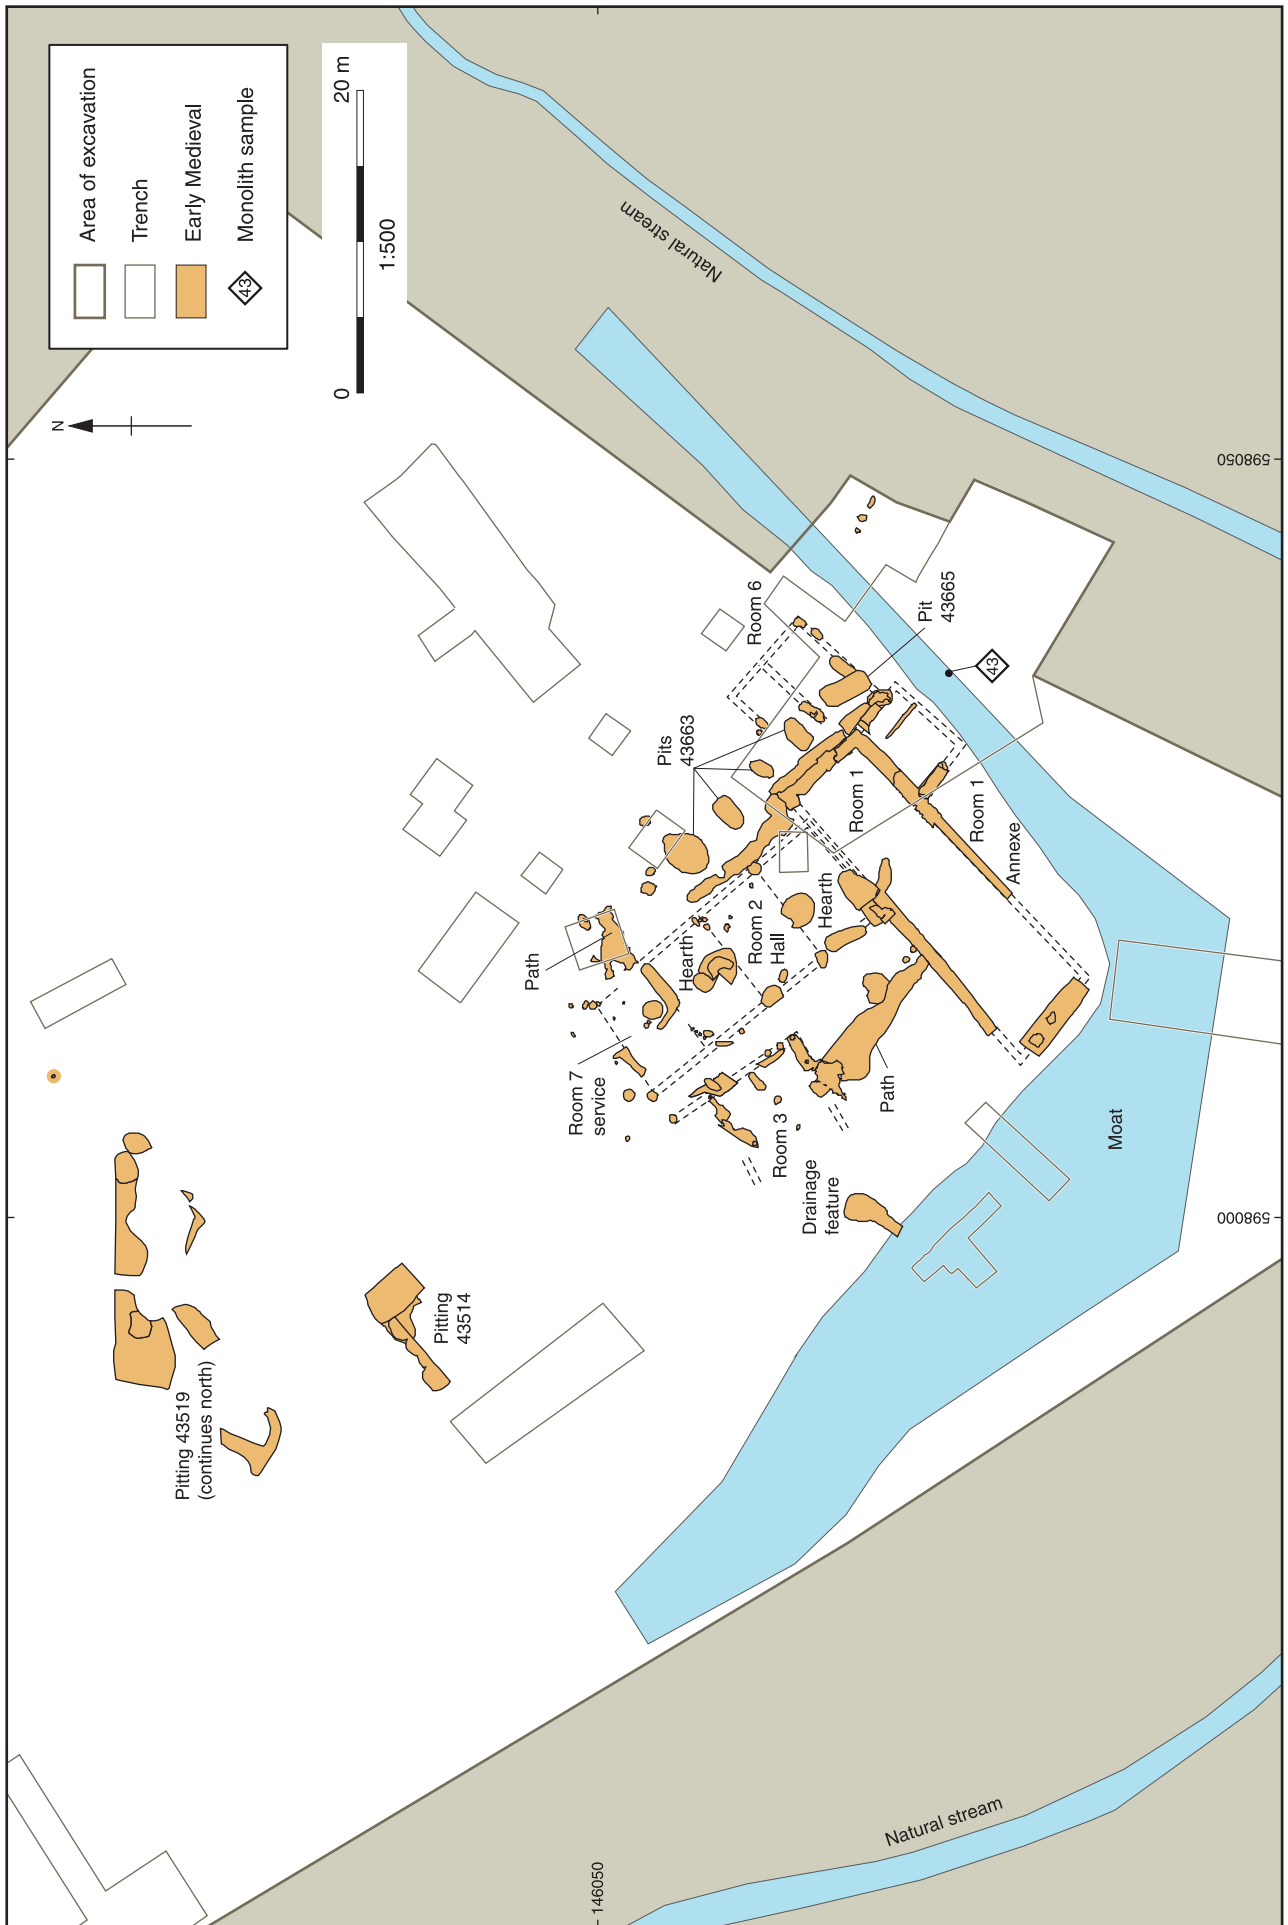 Area of excavation
Trench
Early Medieval
Monolith sample
43
0
20 m
1:500
N
Natural stream
598050
Room 6
Pit
43665
43
Pits
43663
Room 1
Room 1
Annexe
Hearth
Room 2
Hall
Hearth
Path
Room 7
service
Path
Room 3
Drainage
feature
Moat
598000
Pitting
43514
Pitting 43519
(continues north)
Natural stream
146050